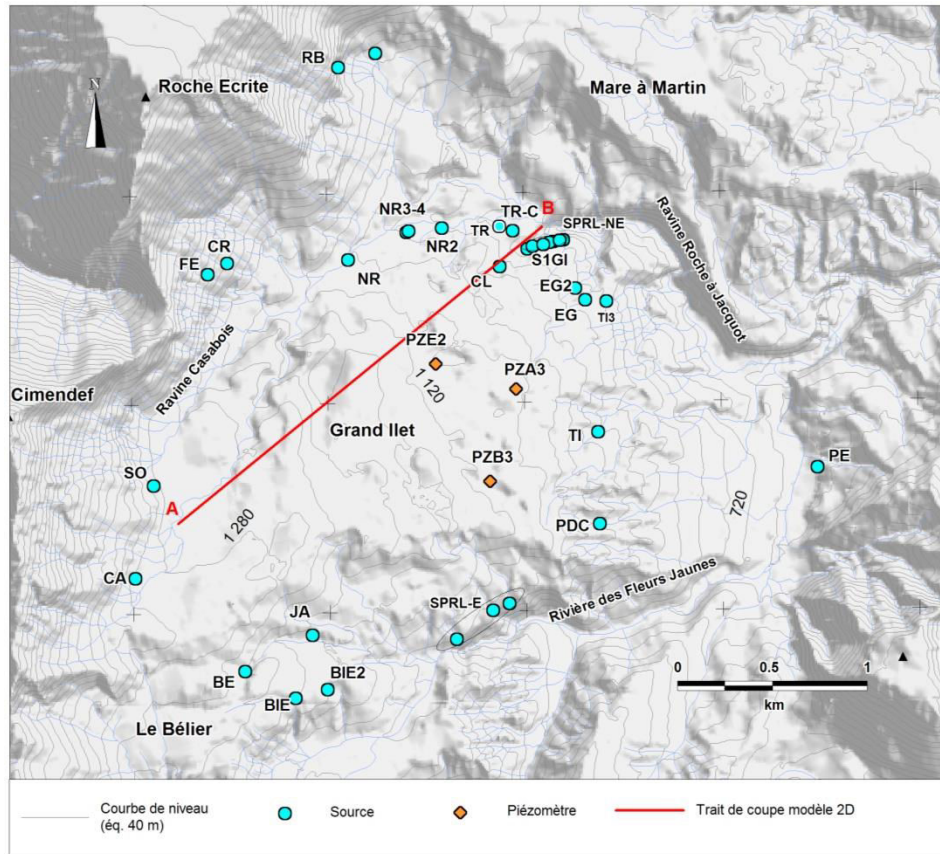 RB
Roche Ecrite
Mare à Martin
N
NR3-4
TR-C
B
TR
SPRL-NE
NR2
S1GI
CR
FE
NR
CL
EG2
EG
TI3
Ravine Roche à Jacquot
Ravine Casabois
PZE2
1 120
PZA3
Cimendef
Grand Ilet
TI
PE
SO
PZB3
A
1 280
PDC
720
CA
SPRL-E
Rivière des Fleurs Jaunes
JA
BE
BIE2
BIE
0 0.5 1
km
Le Bélier
Courbe de niveau
(éq. 40 m)
Source
Piézomètre
Trait de coupe modèle 2D